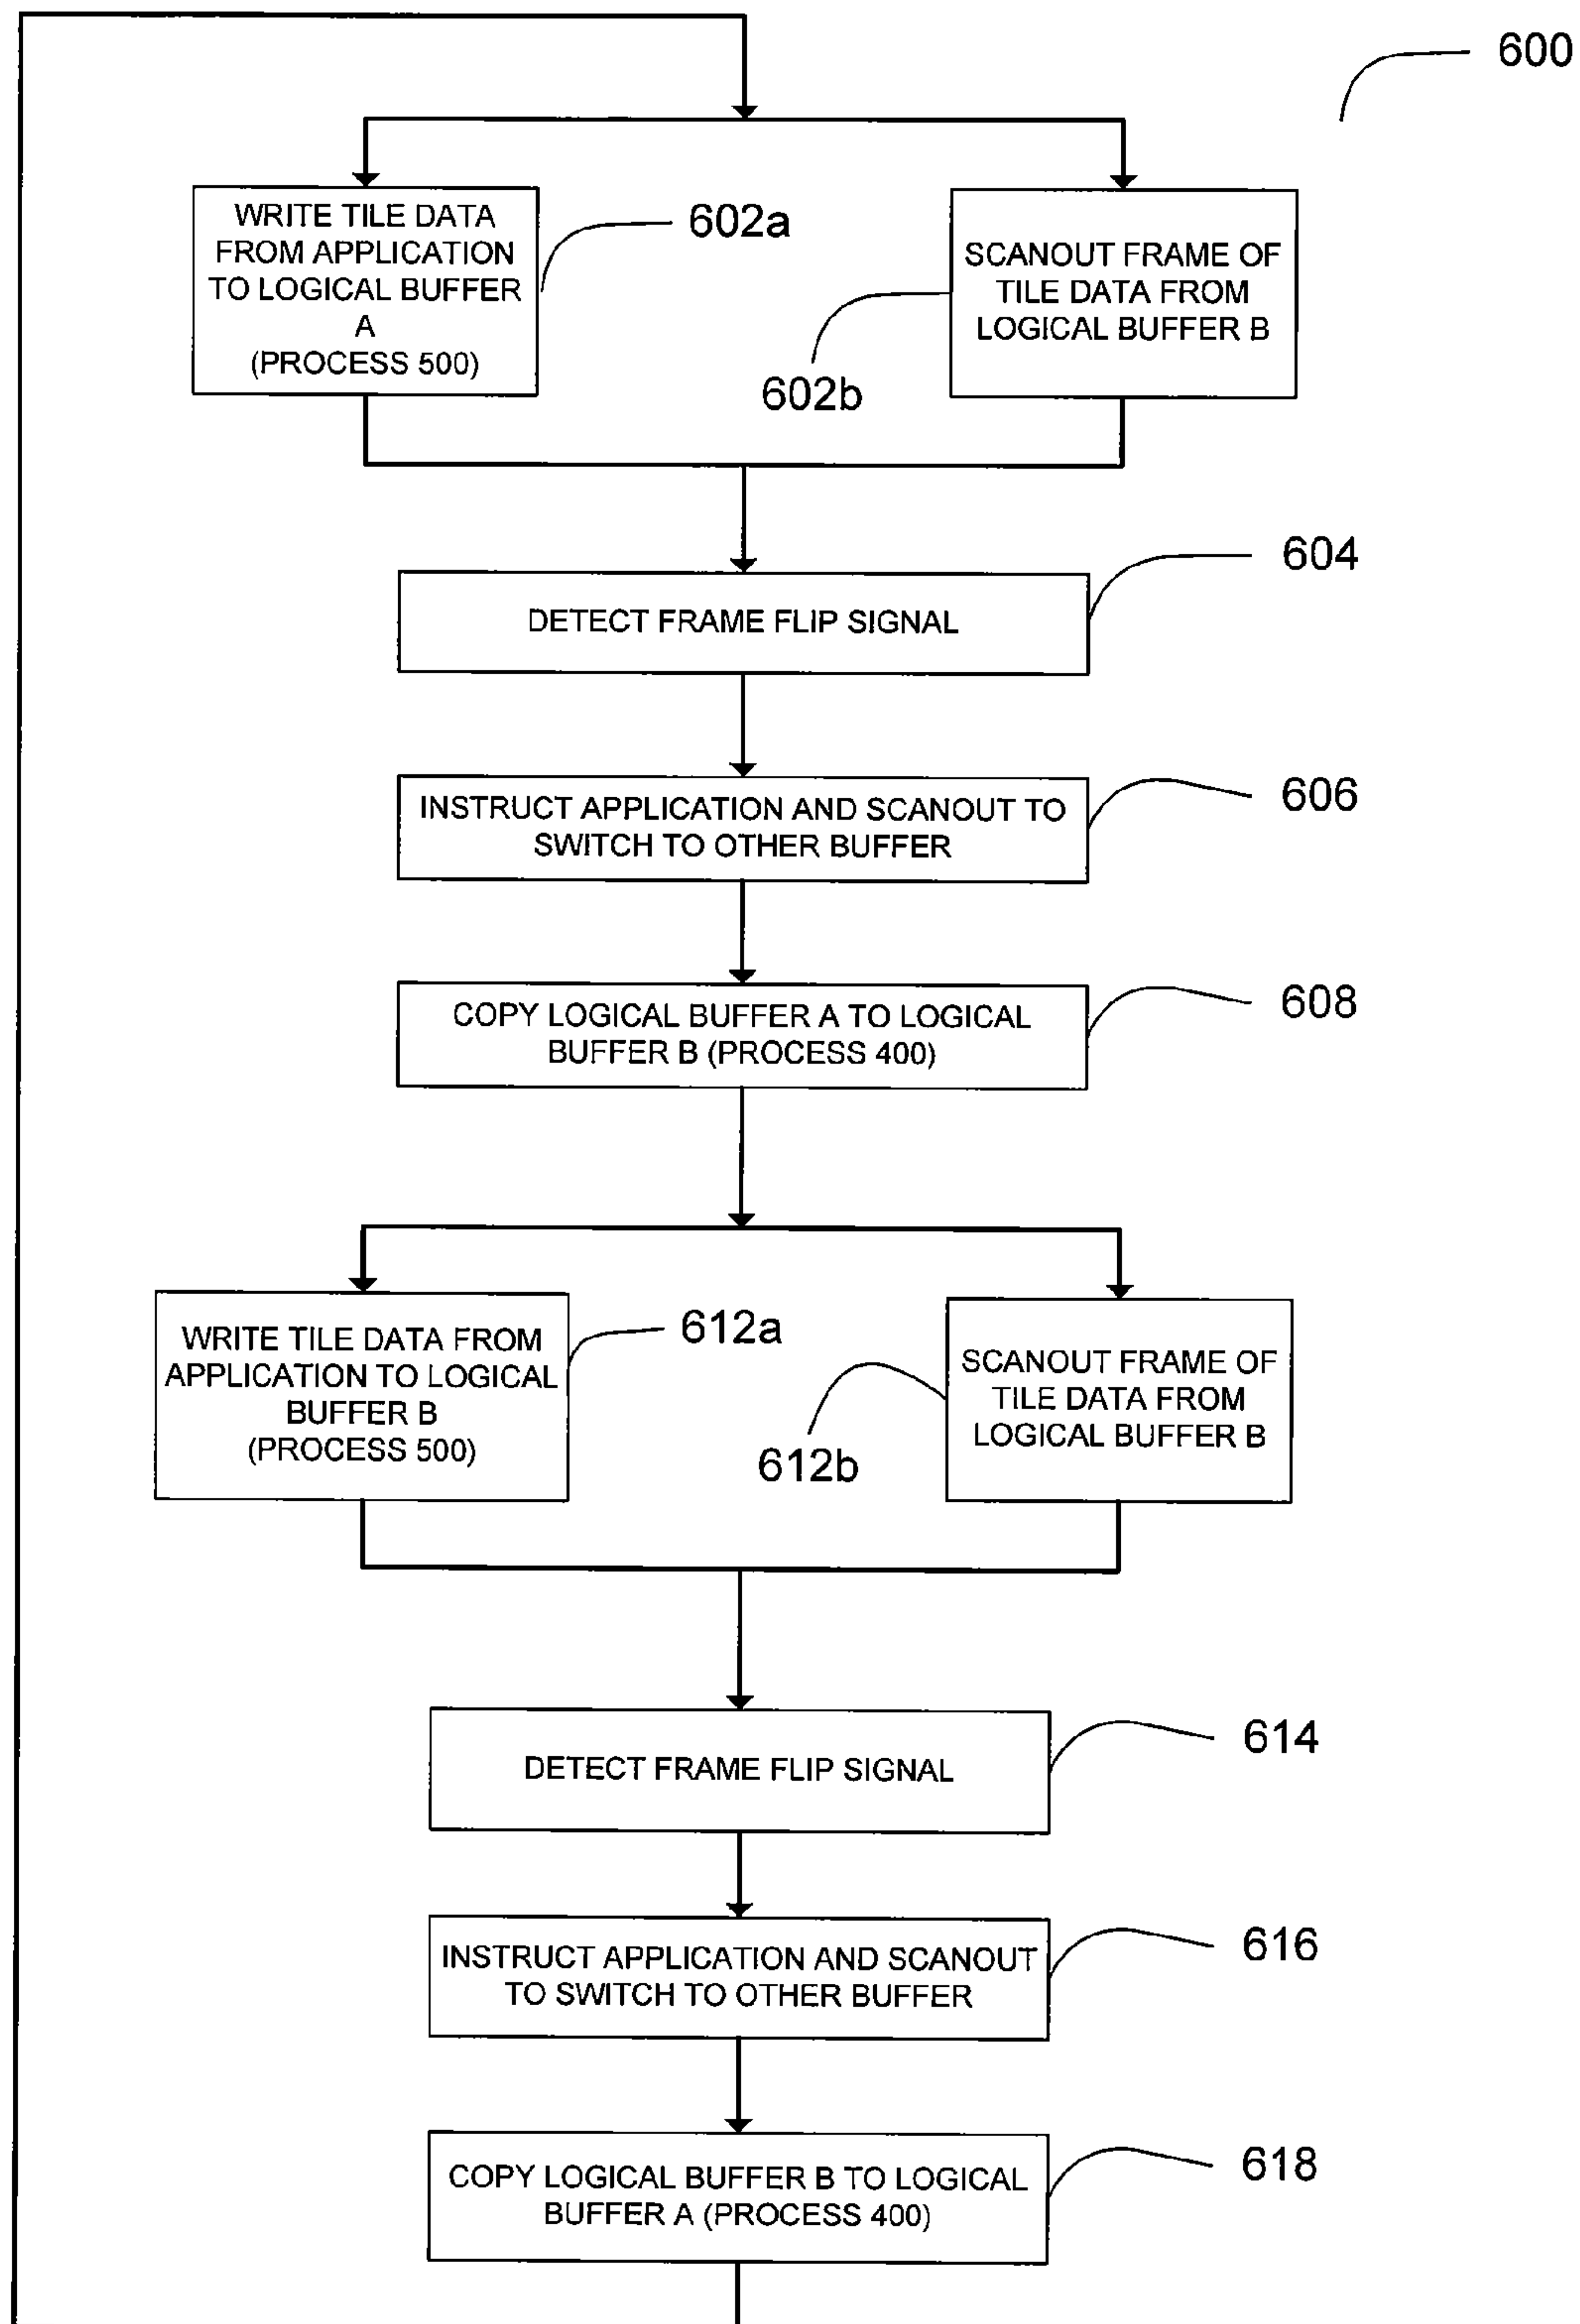 600
WRITE TILE DATA
FROM APPLICATION
TO LOGICAL BUFFER
A
(PROCESS 500)
602a
SCANOUT FRAME OF
TILE DATA FROM
LOGICAL BUFFER B
602b
604
DETECT FRAME FLIP SIGNAL
606
INSTRUCT APPLICATION AND SCANOUT TO
SWITCH TO OTHER BUFFER
608
COPY LOGICAL BUFFER A TO LOGICAL
BUFFER B (PROCESS 400)
WRITE TILE DATA FROM
APPLICATION TO LOGICAL
BUFFER B
(PROCESS 500)
612a
SCANOUT FRAME OF
TILE DATA FROM
LOGICAL BUFFER B
612b
614
DETECT FRAME FLIP SIGNAL
616
INSTRUCT APPLICATION AND SCANOUT
TO SWITCH TO OTHER BUFFER
618
COPY LOGICAL BUFFER B TO LOGICAL
BUFFER A (PROCESS 400)